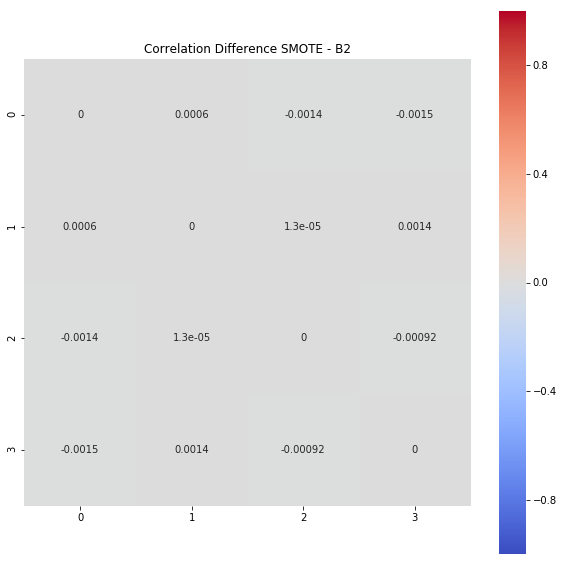 Correlation Difference SMOTE - B2
0 0 0.0006 -0.0014 -0.0015
1 0.0006 0 1.3e-05 0.0014
2 -0.0014 1.3e-05 0 -0.00092
3 -0.0015 0.0014 -0.00092 0
0 1 2 3
0.8
0.4
0.0
−0.4
−0.8